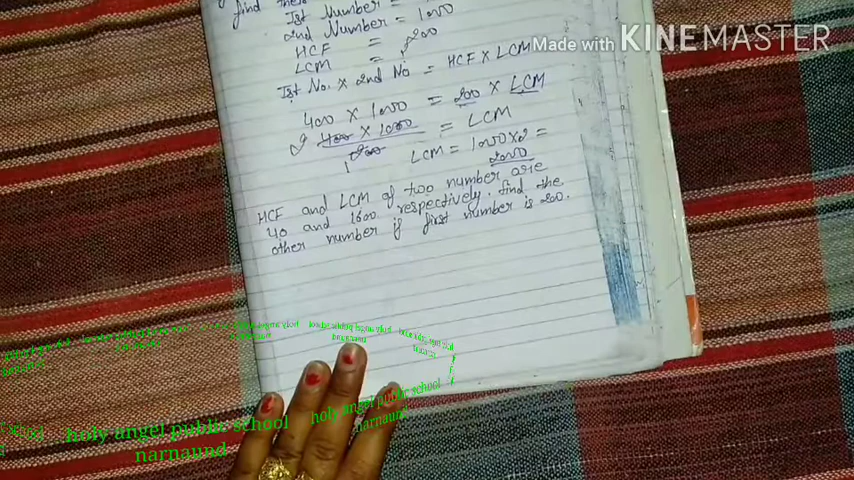 find these
Ist Number =
and Number = 1000
HCF =
LCM = 200
Ist No. x 2nd No = HCF x LCM
400 x 1000 = 200 x LCM
2 400 x 1000 = LCM
1 200
LCM = 1000x2 =
2000
HCF and LCM of two number are
40 and 1600 respectively. find the
other number if first number is 200.
Made with KINEMASTER
holy angel public school
narnaund
holy angel public school
narnaund